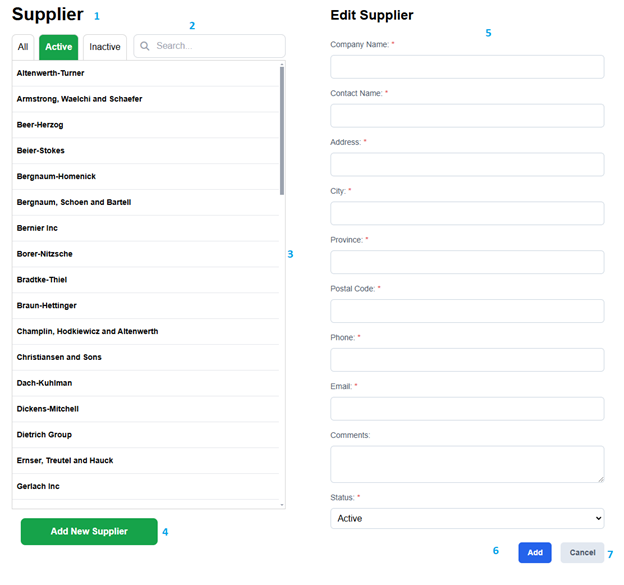 Supplier 1
2
All Active Inactive Search...
Altenwerth-Turner
Armstrong, Waelchi and Schaefer
Beer-Herzog
Beier-Stokes
Bergnaum-Homenick
Bergnaum, Schoen and Bartell
Bernier Inc
Borer-Nitzsche
3
Bradtke-Thiel
Braun-Hettinger
Champlin, Hodkiewicz and Altenwerth
Christiansen and Sons
Dach-Kuhlman
Dickens-Mitchell
Dietrich Group
Ernser, Treutel and Hauck
Gerlach Inc
Add New Supplier 4
Edit Supplier
5
Company Name: *
Contact Name: *
Address: *
City: *
Province: *
Postal Code: *
Phone: *
Email: *
Comments:
Status: *
Active
6 Add Cancel 7